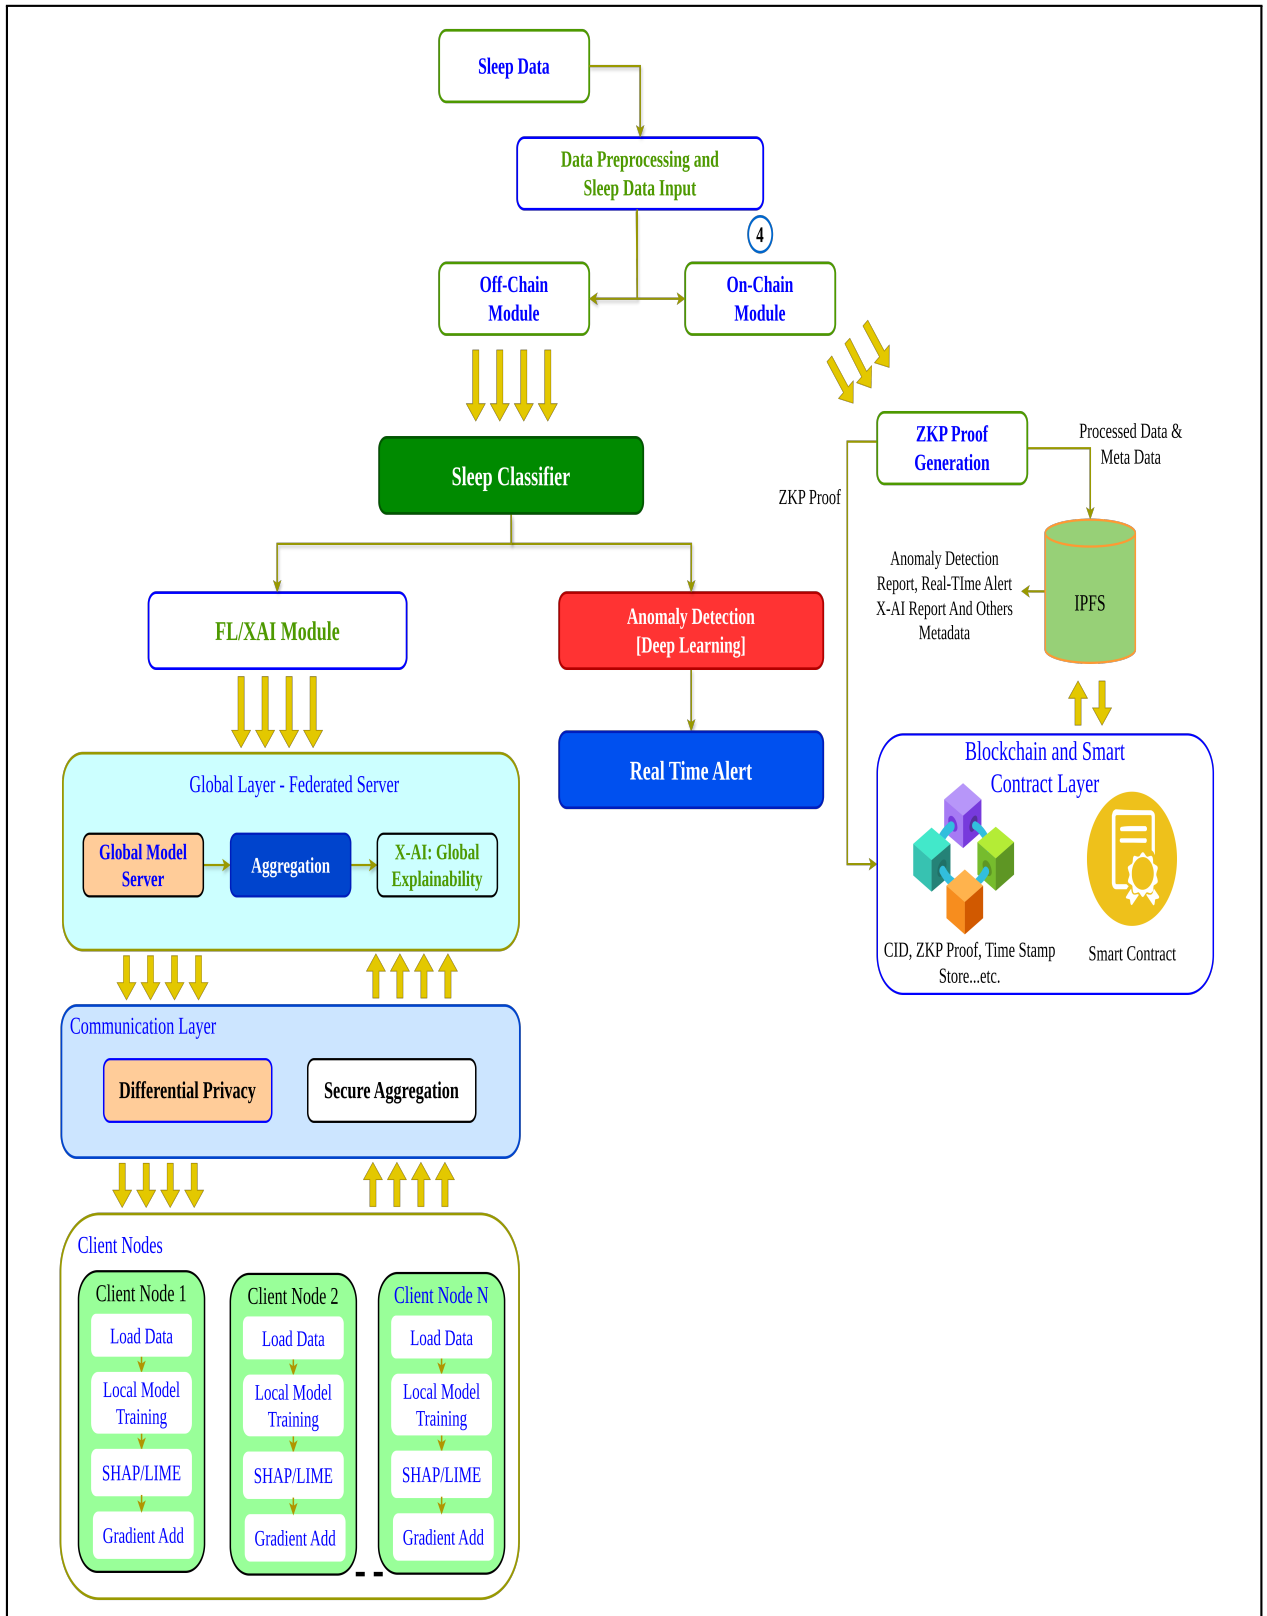 Sleep Data
Data Preprocessing and
Sleep Data Input
4
Off-Chain
Module
On-Chain
Module
Sleep Classifier
ZKP Proof
Generation
Processed Data &
Meta Data
ZKP Proof
Anomaly Detection
Report, Real-TIme Alert
X-AI Report And Others
Metadata
IPFS
FL/XAI Module
Anomaly Detection
[Deep Learning]
Real Time Alert
Blockchain and Smart
Contract Layer
CID, ZKP Proof, Time Stamp
Store...etc.
Smart Contract
Global Layer - Federated Server
Global Model
Server
Aggregation
X-AI: Global
Explainability
Communication Layer
Differential Privacy
Secure Aggregation
Client Nodes
Client Node 1
Load Data
Local Model
Training
SHAP/LIME
Gradient Add
Client Node 2
Load Data
Local Model
Training
SHAP/LIME
Gradient Add
Client Node N
Load Data
Local Model
Training
SHAP/LIME
Gradient Add